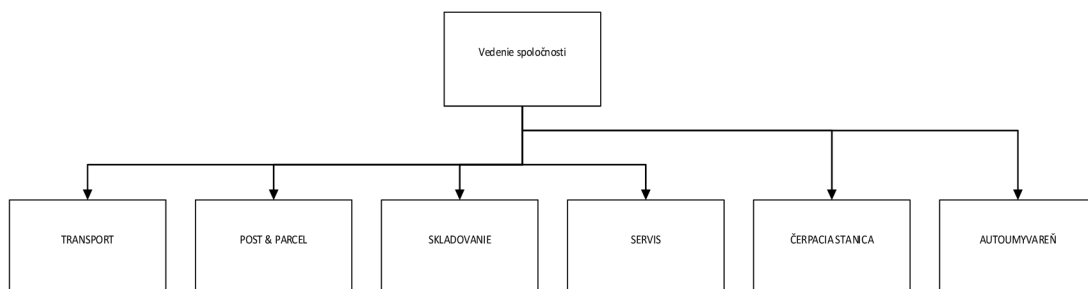 Vedenie spoločnosti
TRANSPORT
POST & PARCEL
SKLADOVANIE
SERVIS
ČERPACIA STANICA
AUTOUMYVAREŇ